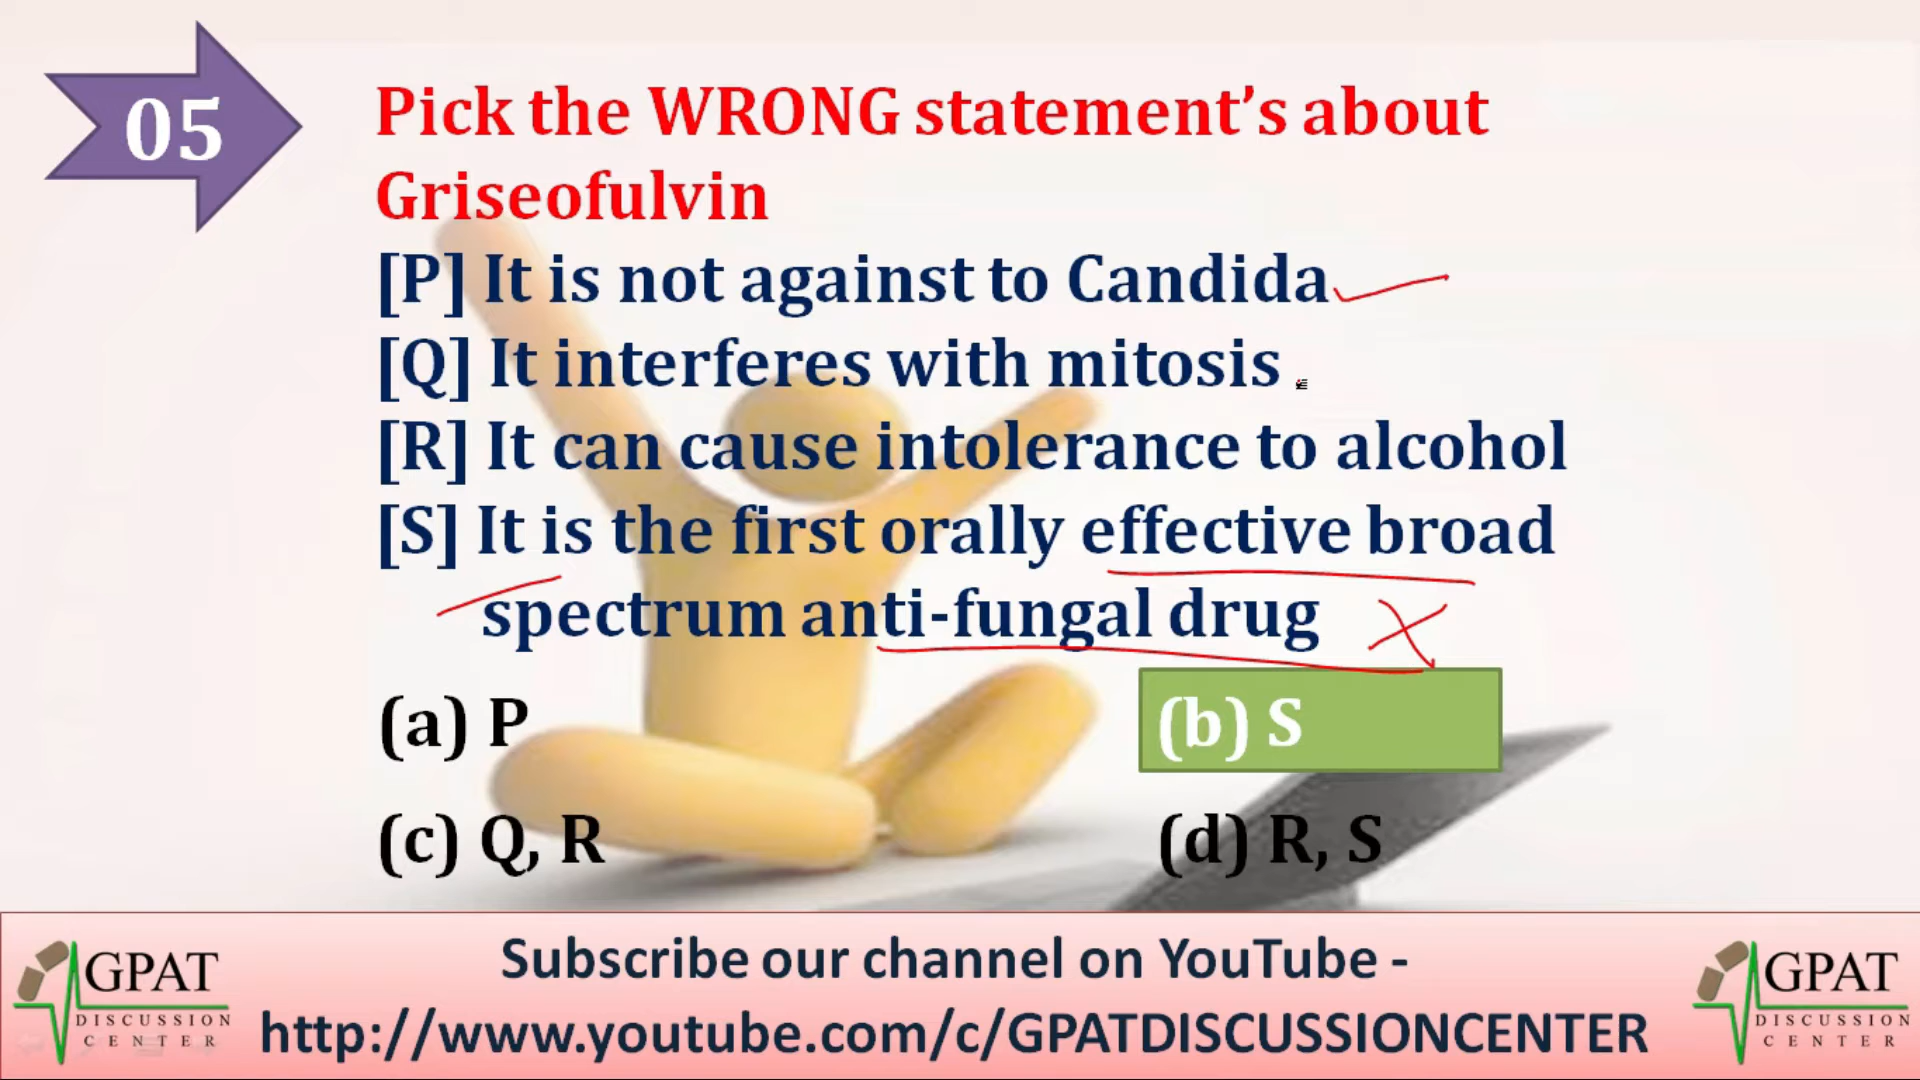 05
Pick the WRONG statement’s about
Griseofulvin
[P] It is not against to Candida
[Q] It interferes with mitosis
[R] It can cause intolerance to alcohol
[S] It is the first orally effective broad
spectrum anti-fungal drug
(a) P
(b) S
(c) Q, R
(d) R, S
GPAT
DISCUSSION
CENTER
Subscribe our channel on YouTube -
http://www.youtube.com/c/GPATDISCUSSIONCENTER
GPAT
DISCUSSION
CENTER